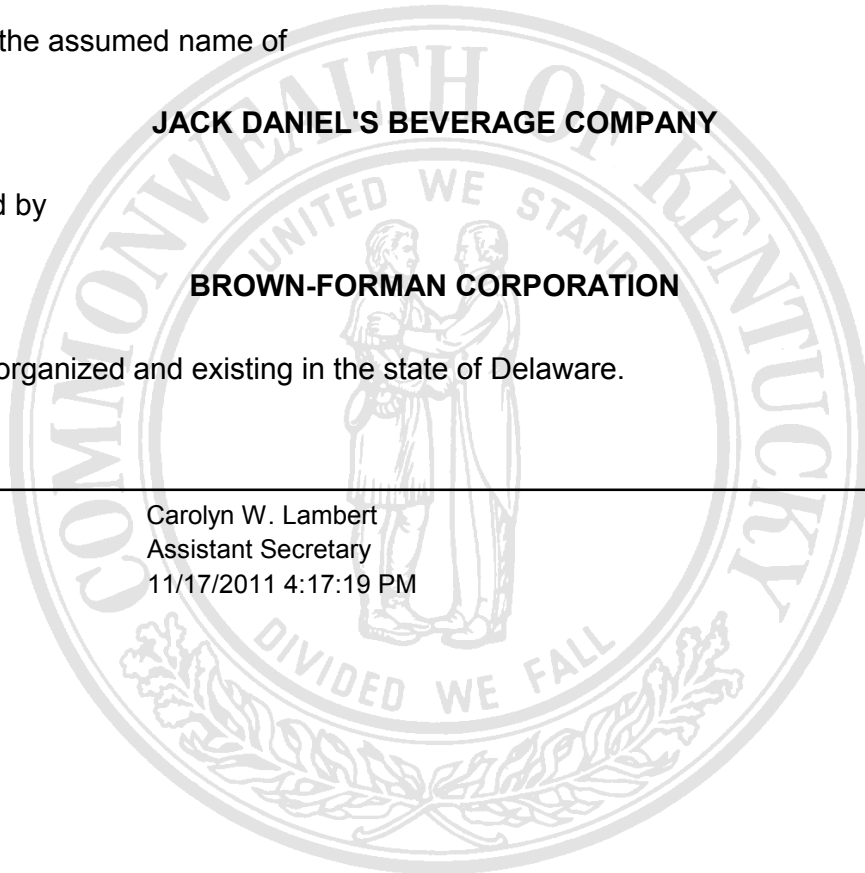 the assumed name of
JACK DANIEL'S BEVERAGE COMPANY
d by
BROWN-FORMAN CORPORATION
organized and existing in the state of Delaware.
Carolyn W. Lambert
Assistant Secretary
11/17/2011 4:17:19 PM
COMMONWEALTH OF KENTUCKY
UNITED WE STAND
DIVIDED WE FALL